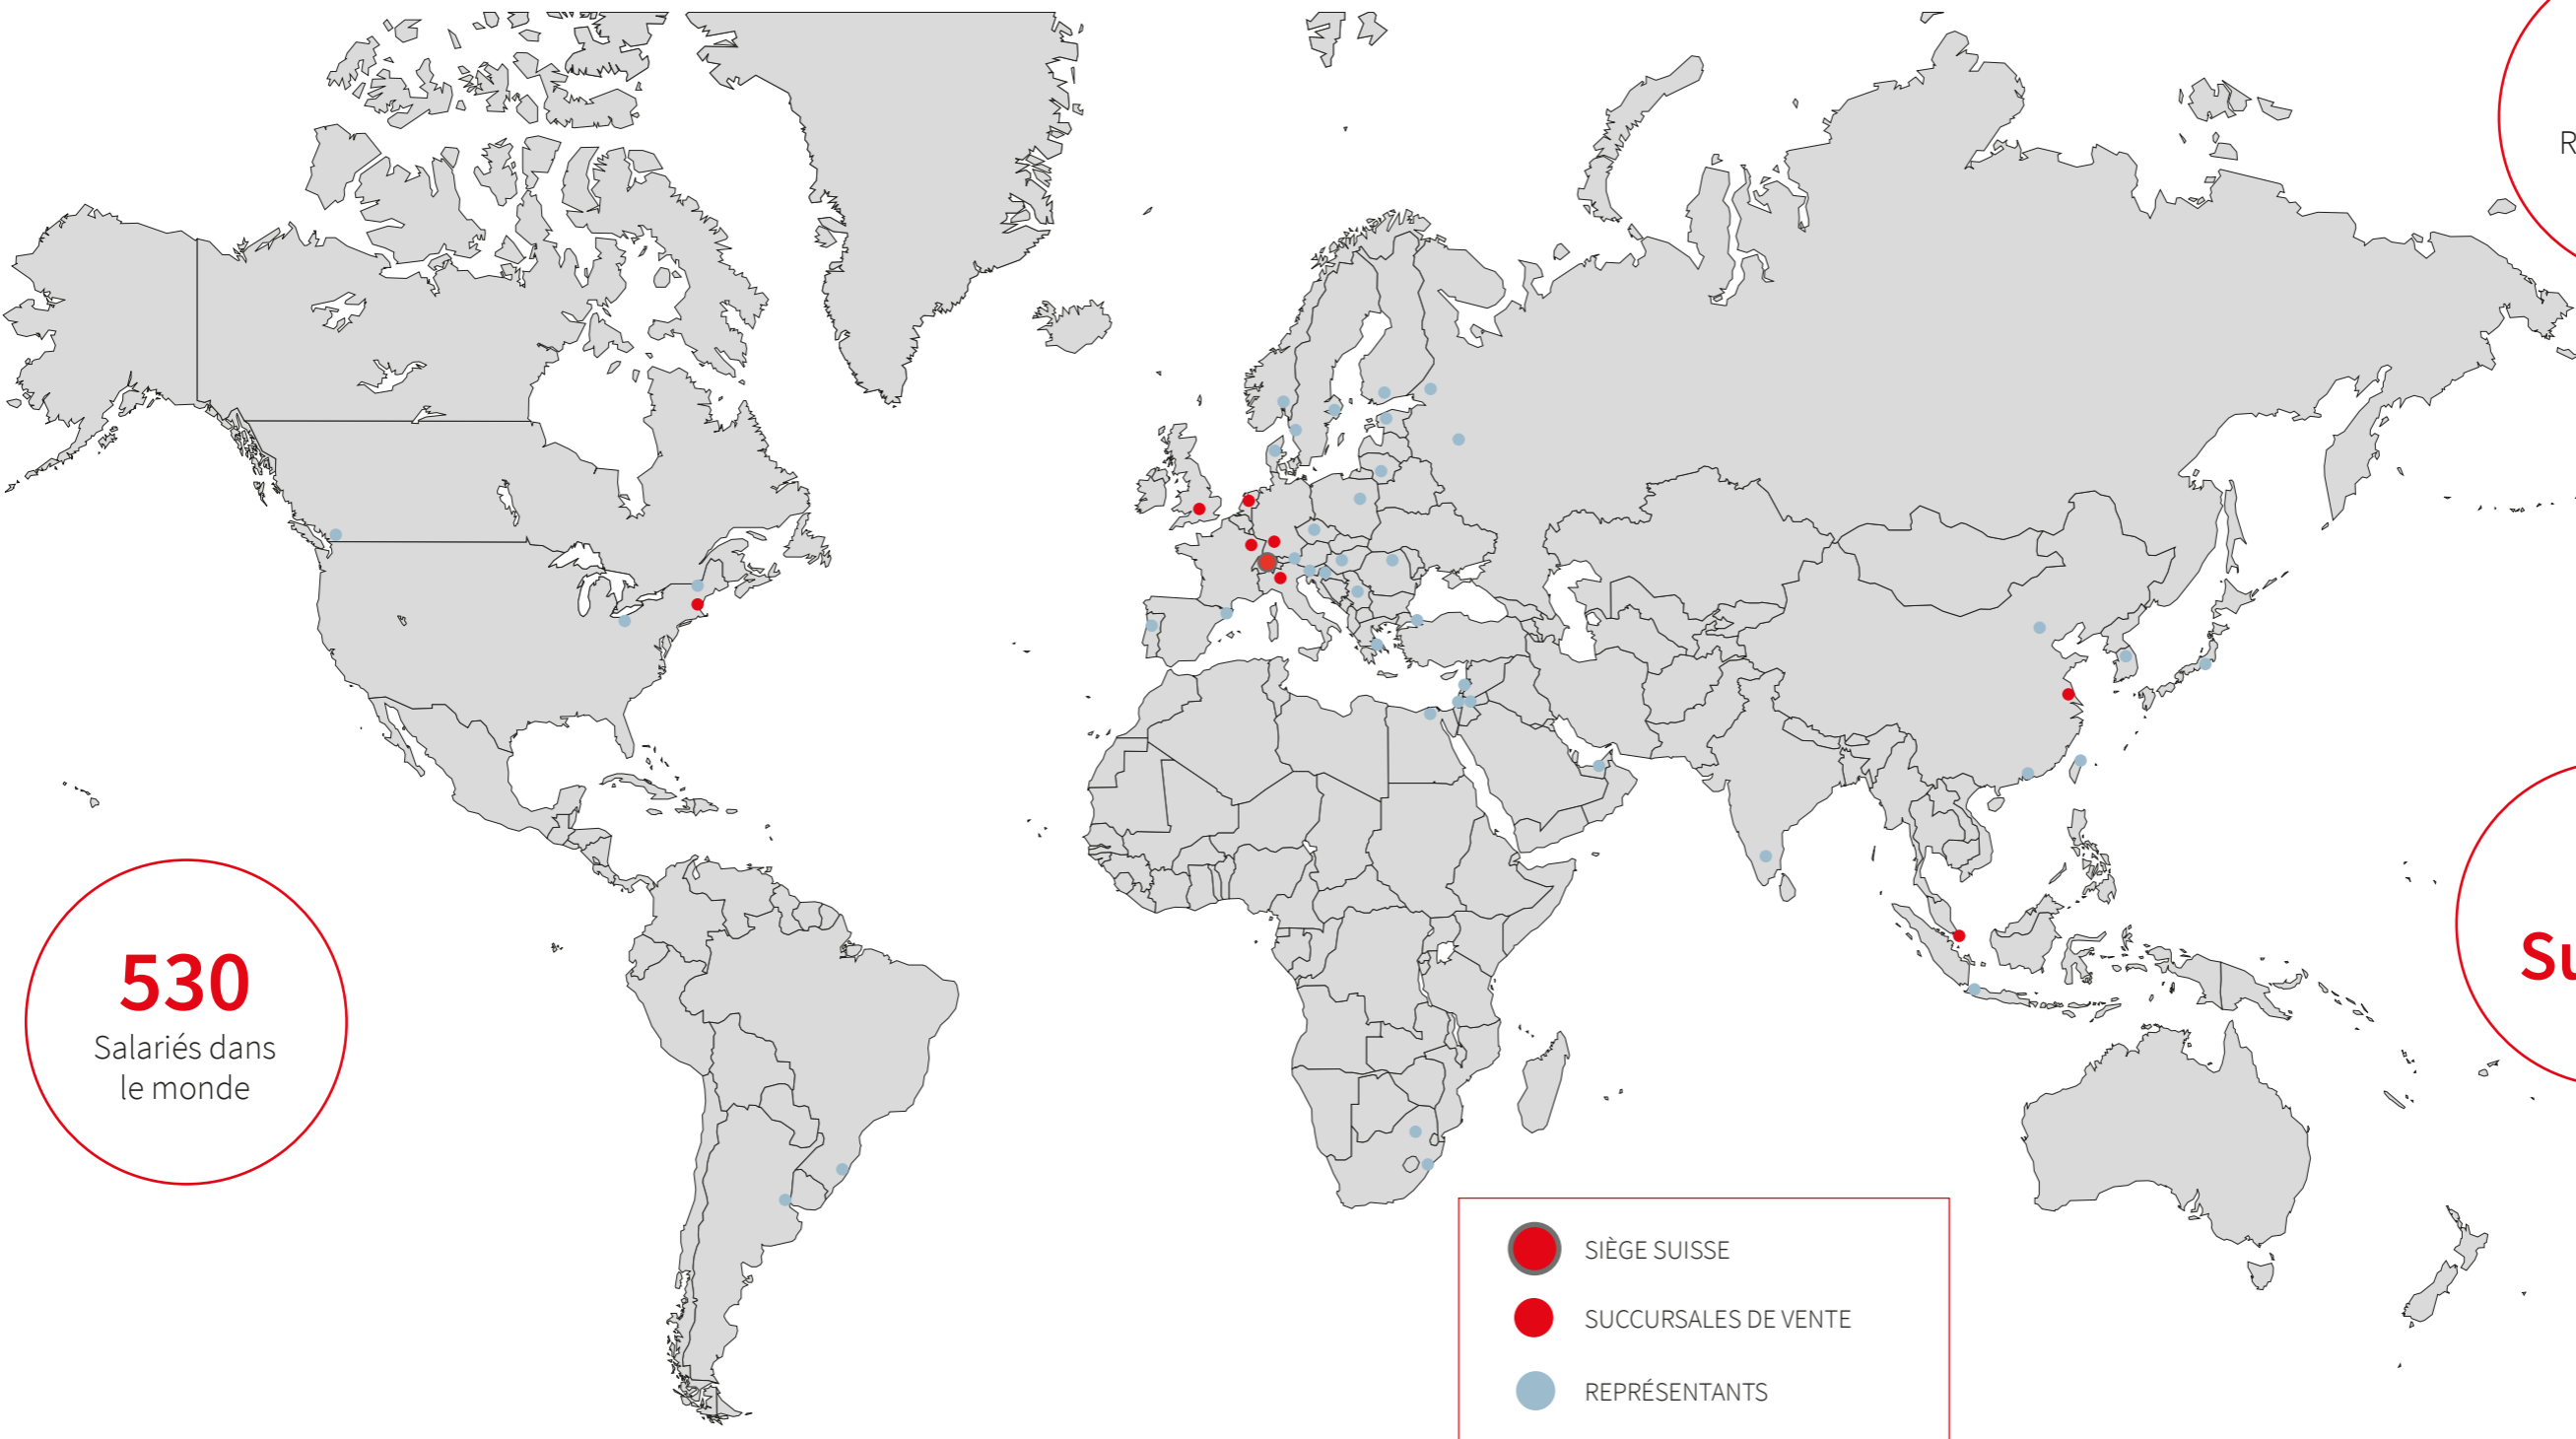 530
Salariés dans
le monde
SIÈGE SUISSE
SUCCURSALES DE VENTE
REPRÉSENTANTS